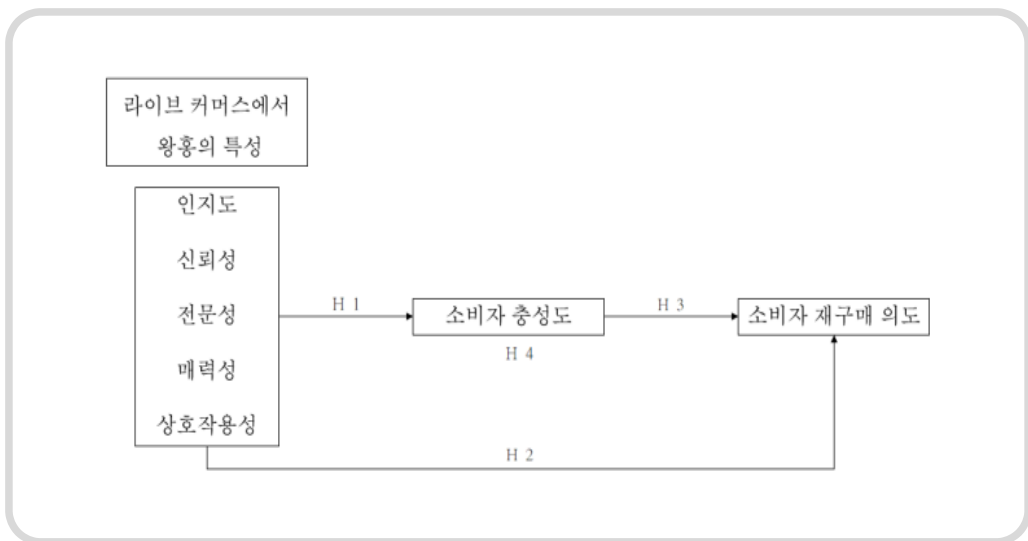 라이브 커머스에서
왕홍의 특성
인지도
신뢰성
전문성
매력성
상호작용성
H 1
소비자 충성도
H 3
소비자 재구매 의도
H 4
H 2